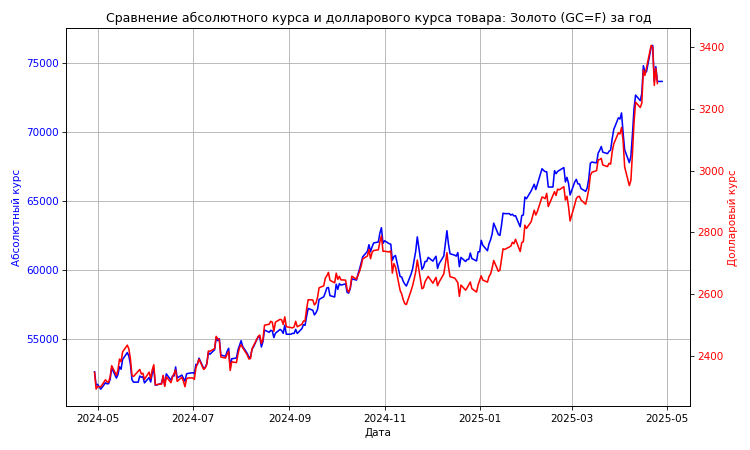 Сравнение абсолютного курса и долларового курса товара: Золото (GC=F) за год
Абсолютный курс
75000
70000
65000
60000
55000
3400
3200
3000
2800
2600
2400
Долларовый курс
2024-05 2024-07 2024-09 2024-11 2025-01 2025-03 2025-05
Дата